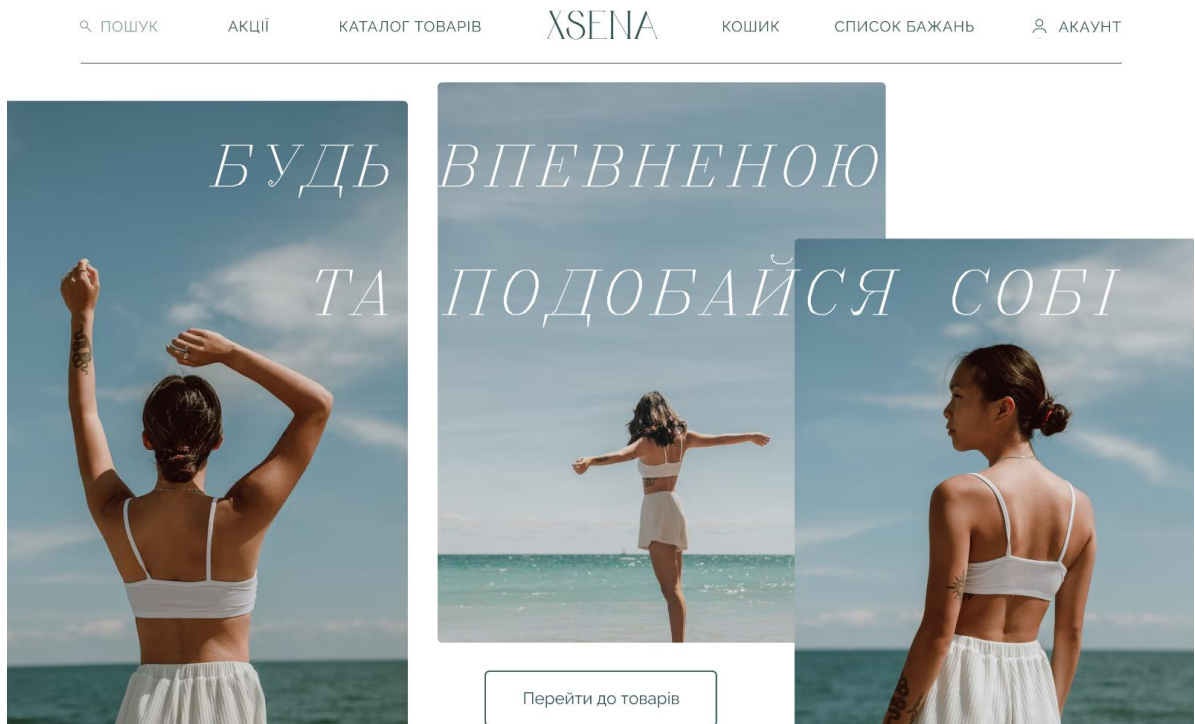 ПОШУК АКЦІЇ КАТАЛОГ ТОВАРІВ XSENA КОШИК СПИСОК БАЖАНЬ АКАУНТ
БУДЬ ВПЕВНЕНОЮ
ТА ПОДОБАЙСЯ СОБІ
Перейти до товарів